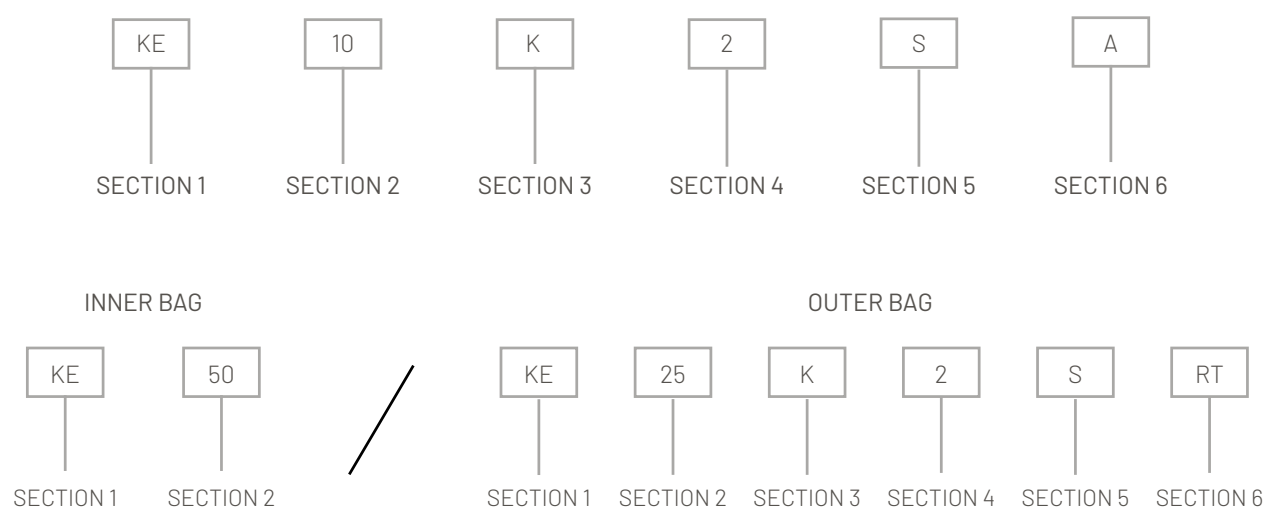 KE 10 K 2 S A
SECTION 1 SECTION 2 SECTION 3 SECTION 4 SECTION 5 SECTION 6
INNER BAG OUTER BAG
KE 50 KE 25 K 2 S RT
SECTION 1 SECTION 2 SECTION 1 SECTION 2 SECTION 3 SECTION 4 SECTION 5 SECTION 6